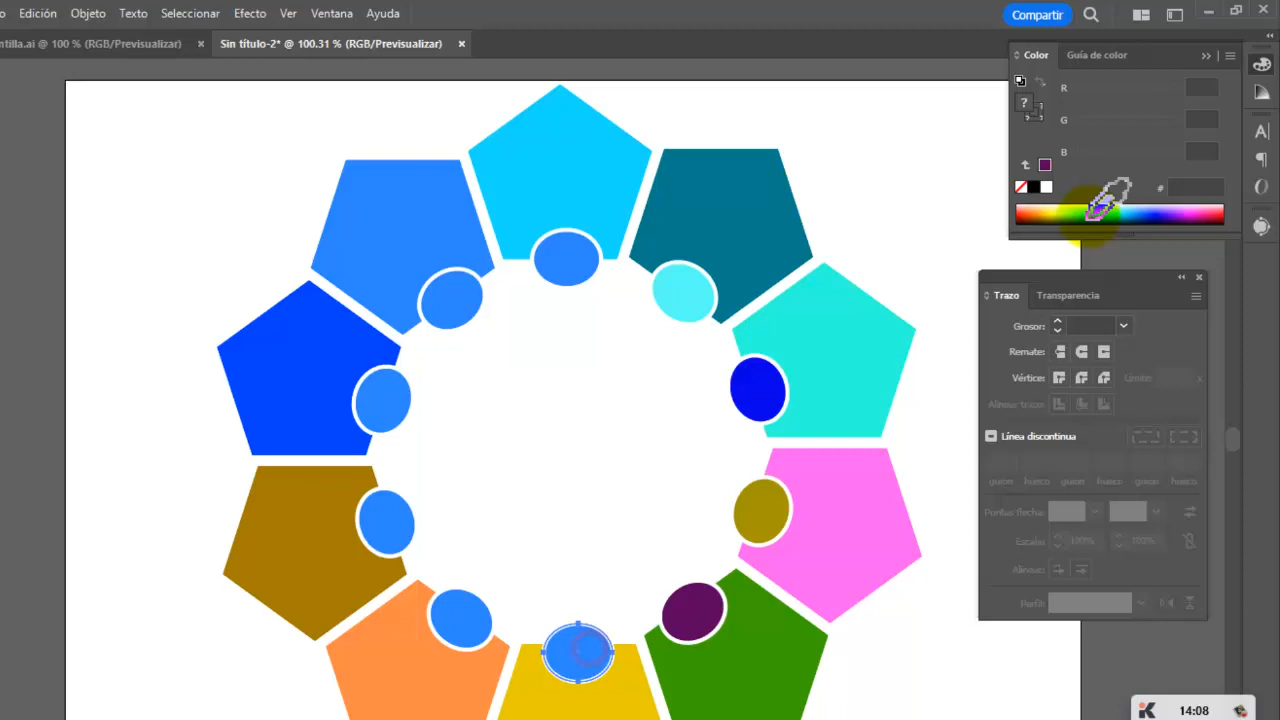 Edición Objeto Texto Seleccionar Efecto Ver Ventana Ayuda
Compartir
ntilla.ai @ 100 % (RGB/Previsualizar) × Sin título-2* @ 100.31 % (RGB/Previsualizar) ×
Color Guía de color
R
G
?
B
#
Trazo Transparencia
Grosor:
Remate:
Vértice: Límite: x
Alinear trazo:
Línea discontinua
guion hueco guion hueco guion hueco
Puntas flecha:
Escala: 100% 100%
Alinear:
Perfil:
14:08